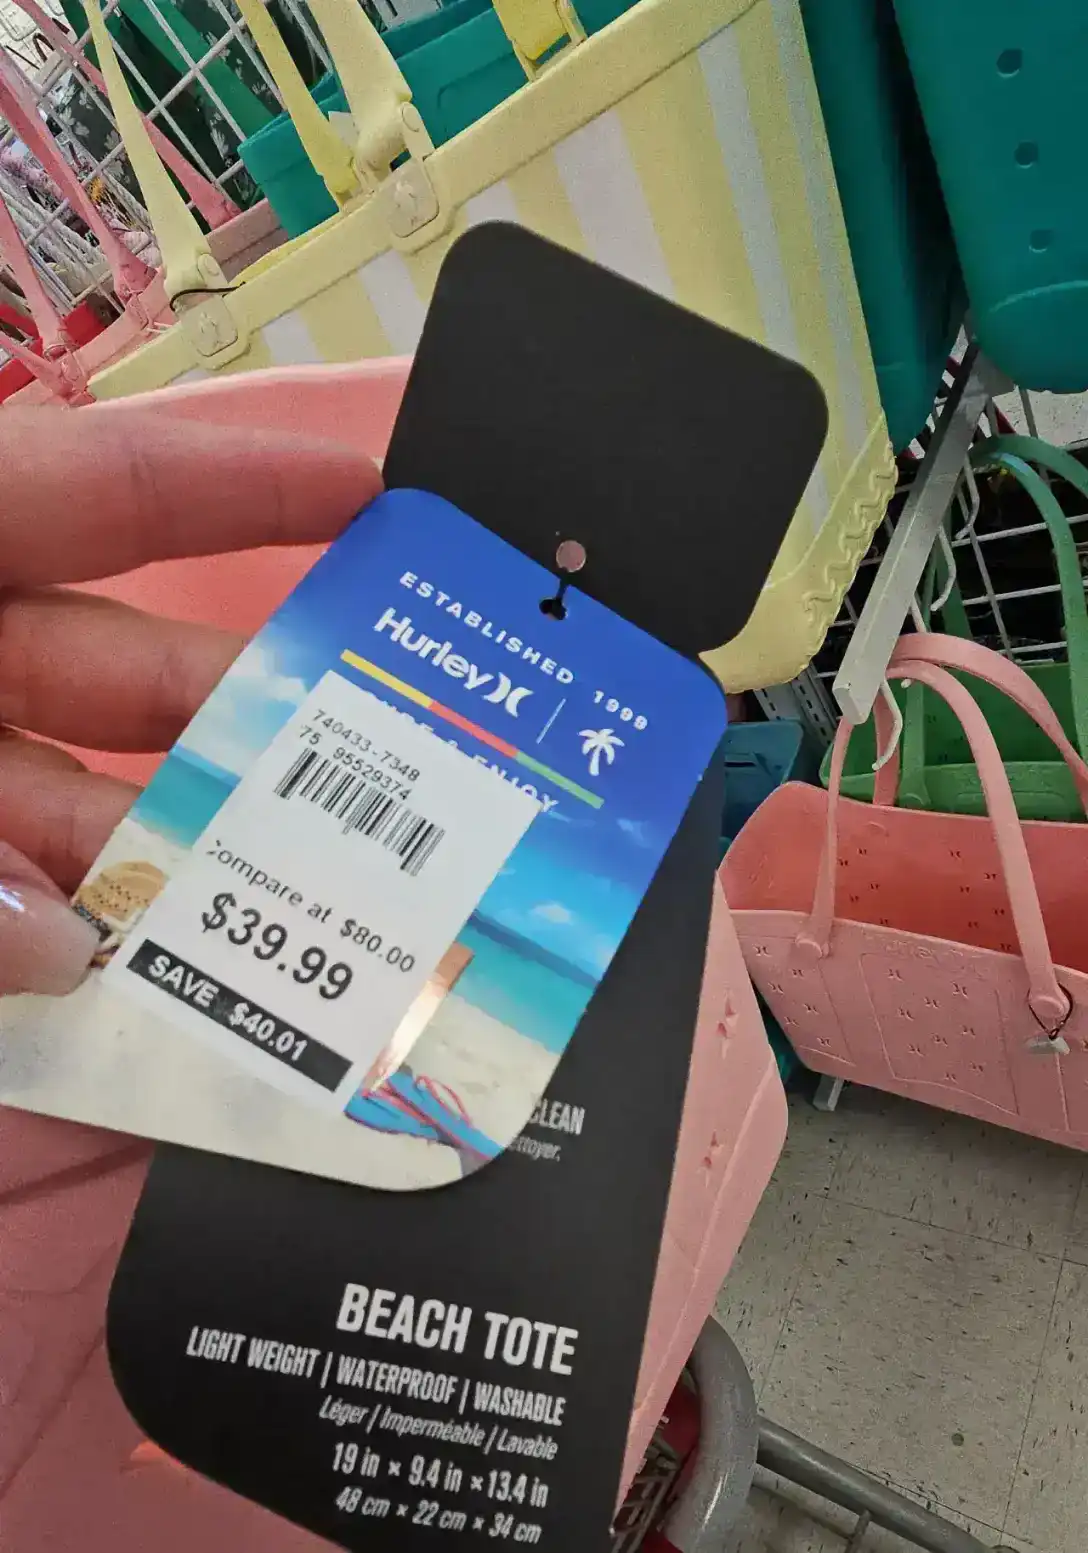 ESTABLISHED 1999
Hurley
ENJOY
740433-7348
75 95529374
Compare at $80.00
$39.99
SAVE $40.01
CLEAN
BEACH TOTE
LIGHT WEIGHT | WATERPROOF | WASHABLE
Léger / Imperméable / Lavable
19 in × 9.4 in × 13.4 in
48 cm × 22 cm × 34 cm